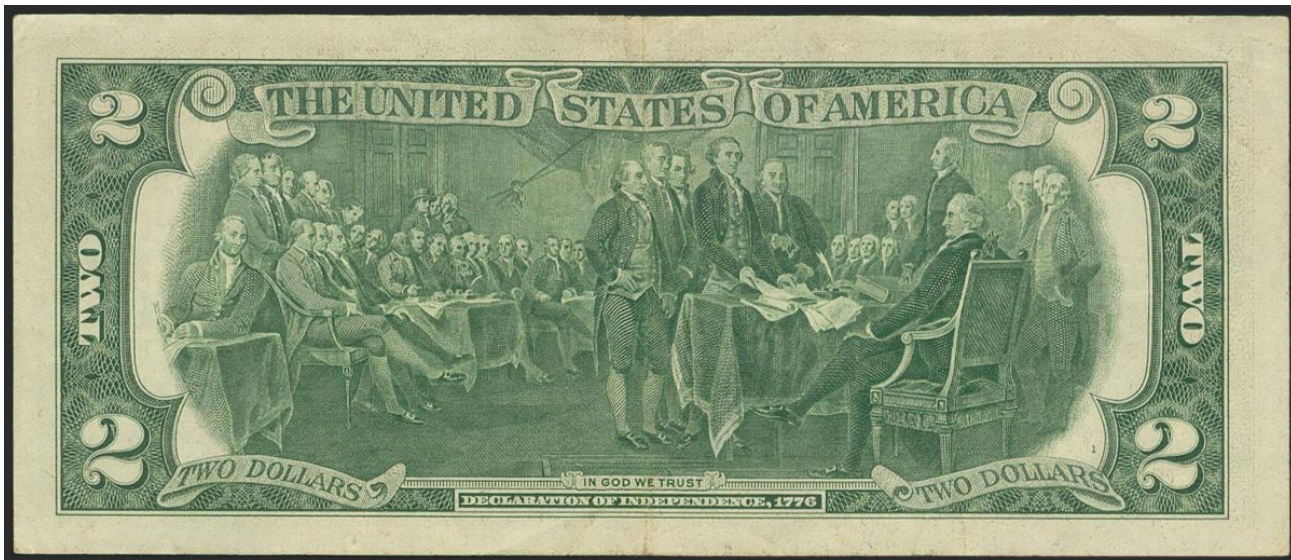 THE UNITED STATES OF AMERICA
2 2
TWO TWO
2 2
TWO DOLLARS TWO DOLLARS
1
IN GOD WE TRUST
DECLARATION OF INDEPENDENCE, 1776